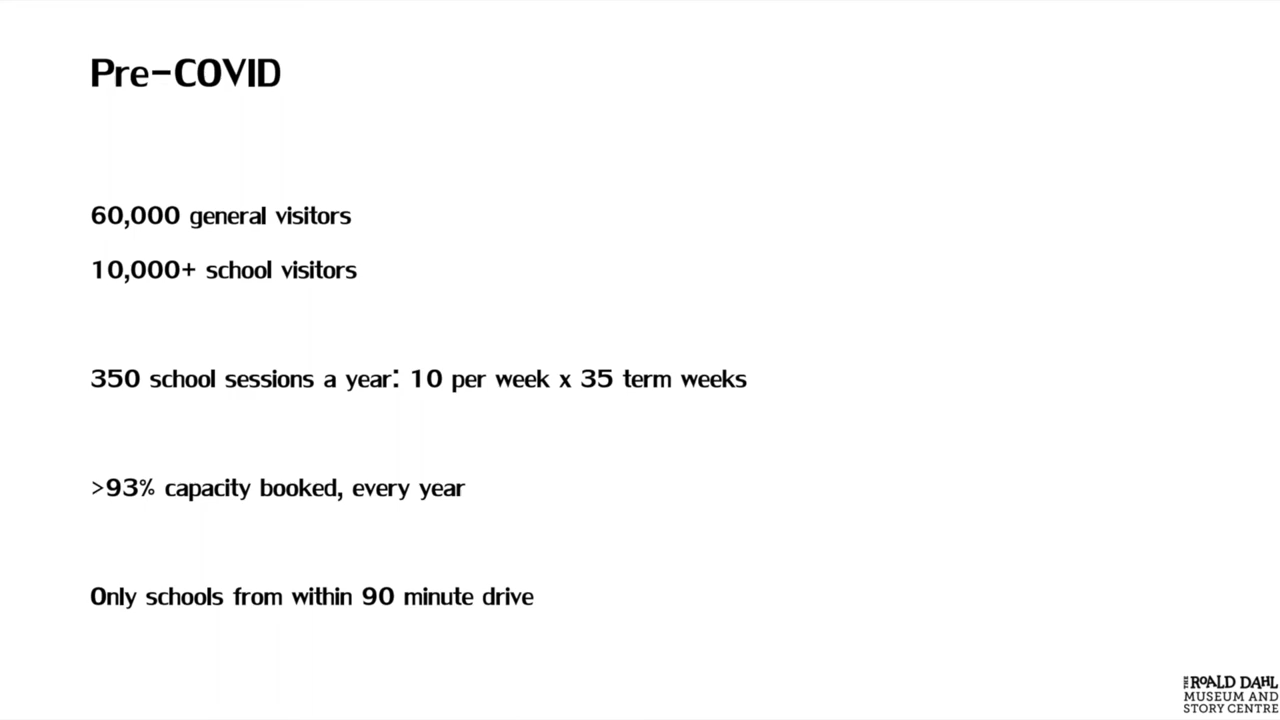 Pre-COVID
60,000 general visitors
10,000+ school visitors
350 school sessions a year: 10 per week x 35 term weeks
>93% capacity booked, every year
Only schools from within 90 minute drive
THE ROALD DAHL
MUSEUM AND
STORY CENTRE